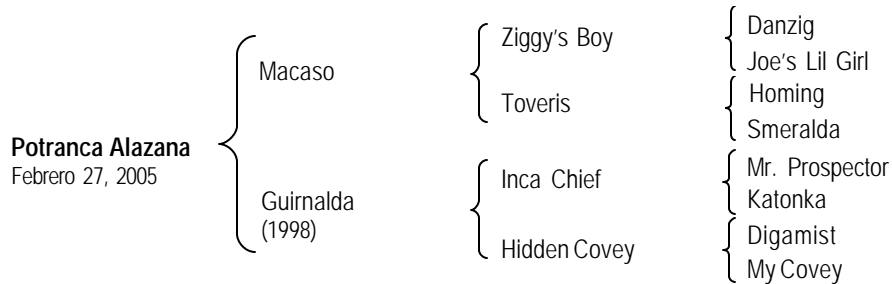 Potranca Alazana
Febrero 27, 2005
Macaso
Guirnalda
(1998)
Ziggy's Boy
Toveris
Inca Chief
Hidden Covey
Danzig
Joe's Lil Girl
Homing
Smeralda
Mr. Prospector
Katonka
Digamist
My Covey